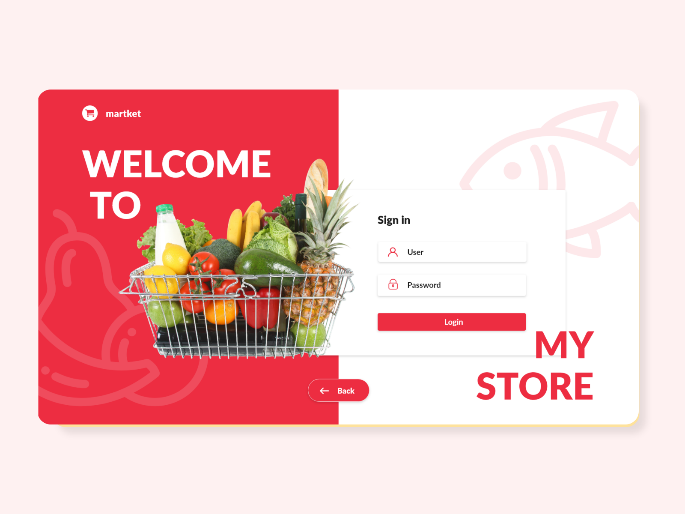 martket
WELCOME
TO
Sign in
User
Password
Login
MY
STORE
Back